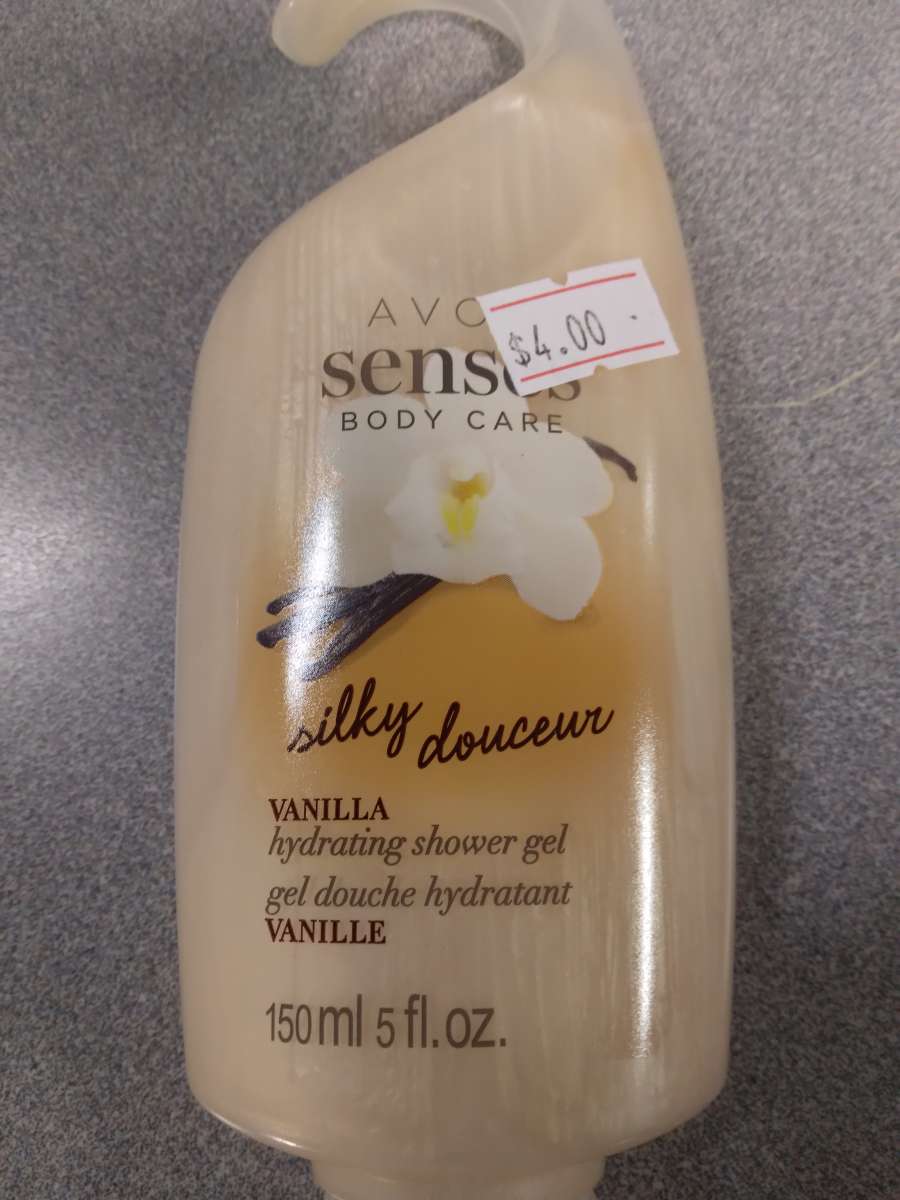 AVO
$4.00
senses
BODY CARE
silky douceur
VANILLA
hydrating shower gel
gel douche hydratant
VANILLE
150ml 5 fl.oz.